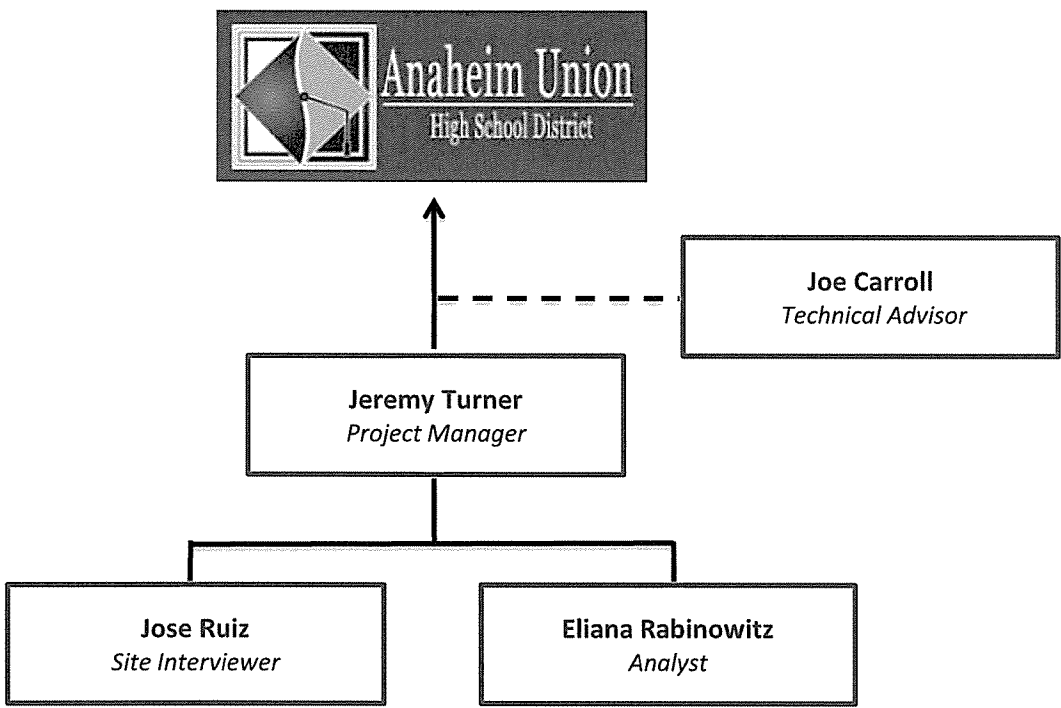 Anaheim Union
High School District
Joe Carroll
Technical Advisor
Jeremy Turner
Project Manager
Jose Ruiz
Site Interviewer
Eliana Rabinowitz
Analyst